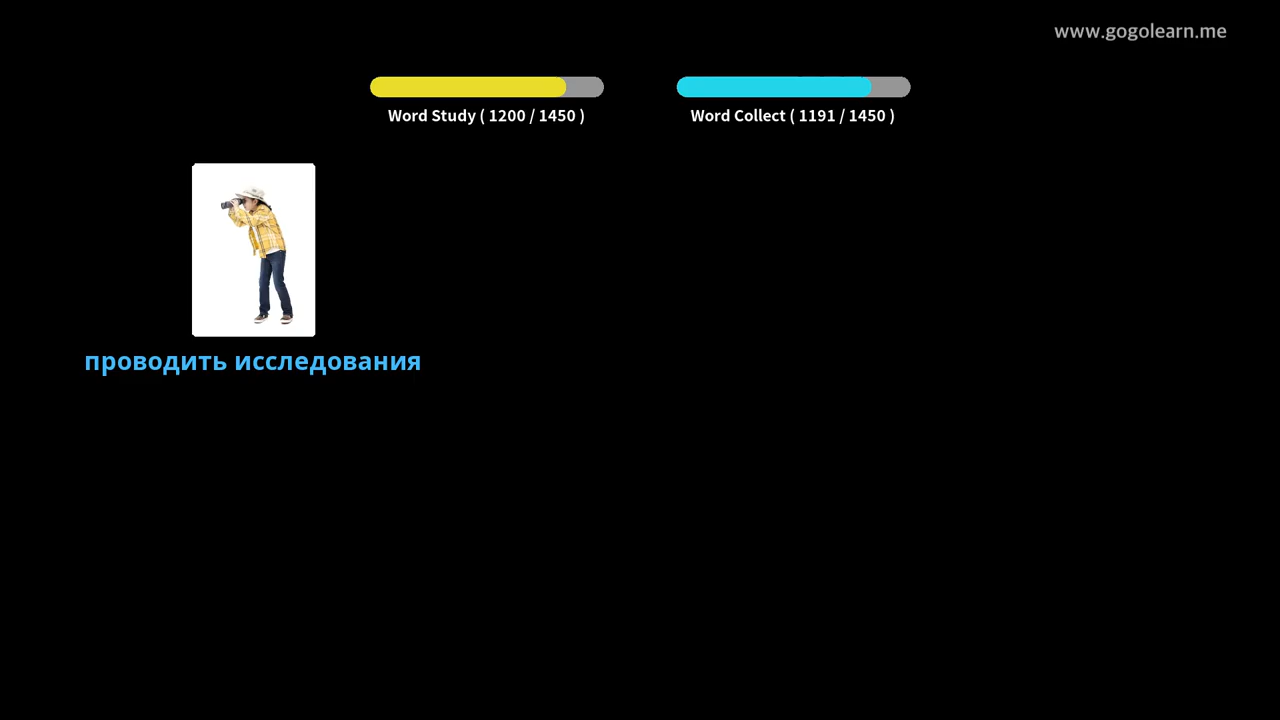 www.gogolearn.me
Word Study ( 1200 / 1450 )
Word Collect ( 1191 / 1450 )
проводить исследования